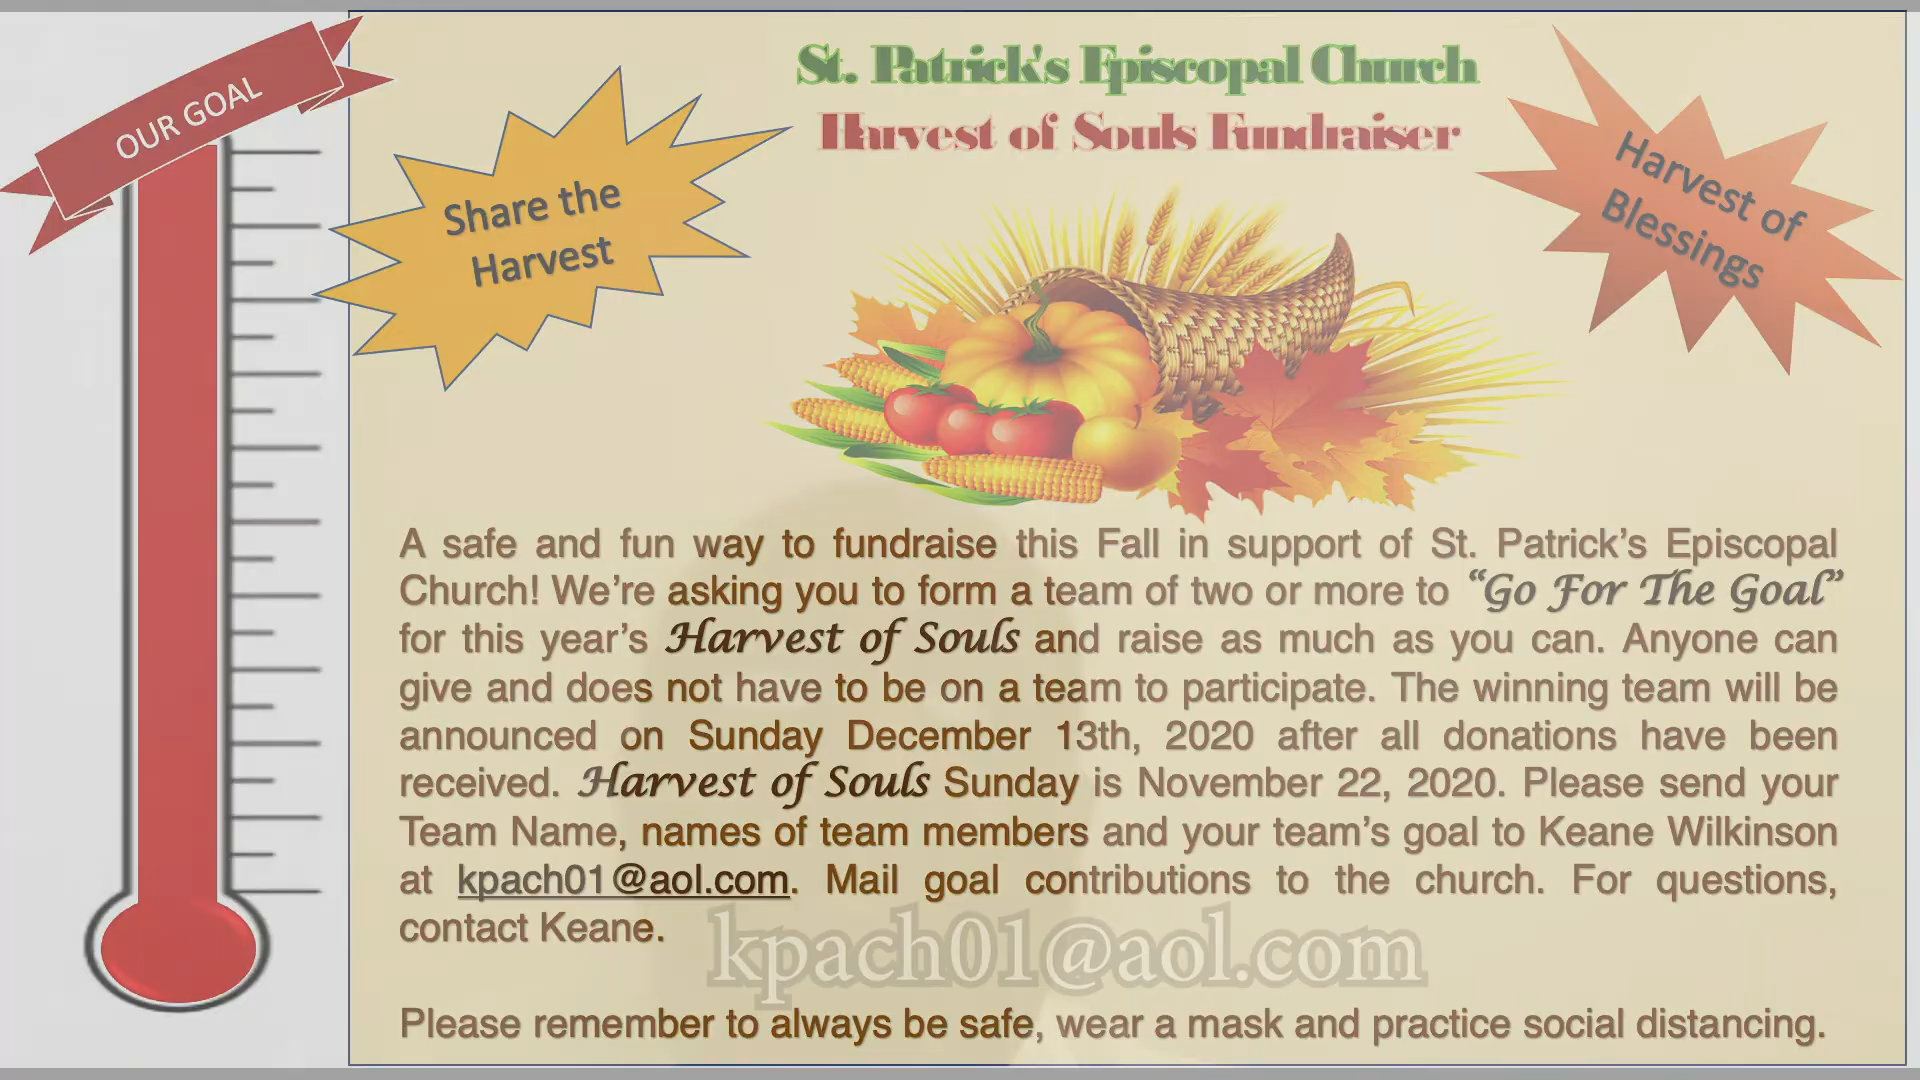 OUR GOAL
St. Patrick's Episcopal Church
Harvest of Souls Fundraiser
Share the
Harvest
Harvest of
Blessings
A safe and fun way to fundraise this Fall in support of St. Patrick’s Episcopal
Church! We’re asking you to form a team of two or more to “Go For The Goal”
for this year’s Harvest of Souls and raise as much as you can. Anyone can
give and does not have to be on a team to participate. The winning team will be
announced on Sunday December 13th, 2020 after all donations have been
received. Harvest of Souls Sunday is November 22, 2020. Please send your
Team Name, names of team members and your team’s goal to Keane Wilkinson
at kpach01@aol.com. Mail goal contributions to the church. For questions,
contact Keane.
kpach01@aol.com
Please remember to always be safe, wear a mask and practice social distancing.